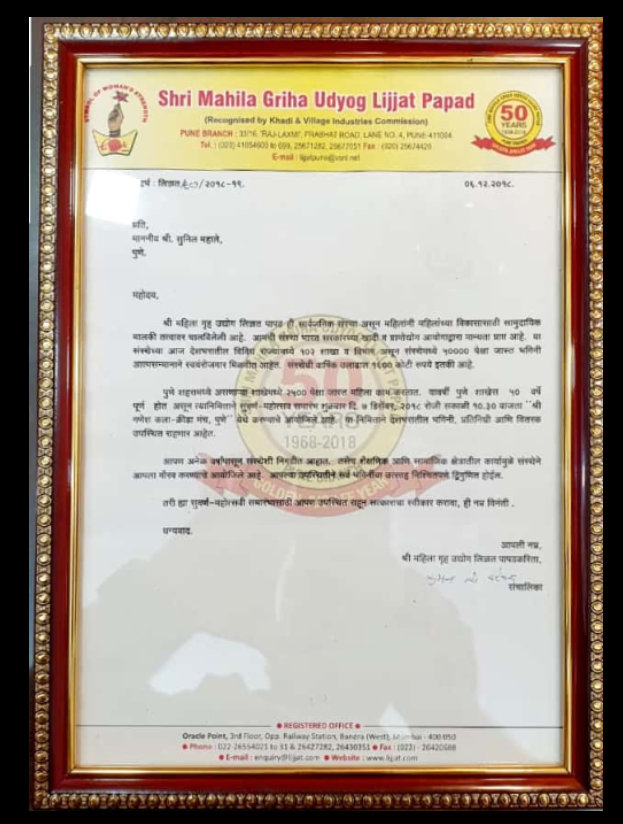 SYMBOL OF WOMAN'S STRENGTH
Shri Mahila Griha Udyog Lijjat Papad
(Recognised by Khadi & Village Industries Commission)
PUNE BRANCH : 33/16, 'RAJ-LAXMI', PRABHAT ROAD, LANE NO. 4, PUNE-411004
Tel. : (020) 41054600 to 699, 25671282, 25677051 Fax : (020) 25674420
E-mail : lijjatpune@vsnl.net
50
YEARS
1968-2018
: लिज्जत /२०१८-१९.
०६.१२.२०१८.
प्रति,
माननीय श्री. सुनिल महाले,
पुणे.
महोदय,
श्री महिला गृह उद्योग लिज्जत पापड ही सार्वजनिक संस्था असून महिलांनी महिलांच्या विकासासाठी सामुदायिक
मालकी तत्वावर चालविलेली आहे. आमची संस्था भारत सरकारच्या खादी व ग्रामोद्योग आयोगाद्वारा मान्यता प्राप्त आहे. या
संस्थेच्या आज देशभरातील विविध राज्यांमध्ये शाखा व विभाग असून संस्थेमध्ये ५०००० पेक्षा जास्त भगिनी
आत्मसन्मानाने स्वयंरोजगार मिळवीत आहेत. संस्थेची वार्षिक उलाढाल १६०० कोटी रुपये इतकी आहे.
पुणे शहरामध्ये असणाऱ्या शाखेमध्ये २५०० पेक्षा जास्त महिला काम करतात. यावर्षी पुणे शाखेस ५० वर्षे
पूर्ण होत असून त्यानिमित्ताने सुवर्ण-महोत्सव समारंभ शुक्रवार दि. ७ डिसेंबर, २०१८ रोजी सकाळी १०.३० वाजता "श्री
गणेश कला-क्रीडा मंच, पुणे" येथे करण्याचे आयोजिले आहे. या निमित्ताने देशभरातील भगिनी, प्रतिनिधी आणि वितरक
उपस्थित राहणार आहेत.
आपण अनेक वर्षांपासून संस्थेशी निगडीत आहात. तसेच शैक्षणिक आणि सामाजिक क्षेत्रातील कार्यामुळे संस्थेने
आपला गौरव करण्याचे आयोजिले आहे. आपल्या उपस्थितीने सर्व भगिनींचा उत्साह निश्चितपणे द्विगुणित होईल.
तरी ह्या सुवर्ण-महोत्सवी समारंभासाठी आपण उपस्थित राहून सत्काराचा स्वीकार करावा, ही नम्र विनंती .
धन्यवाद.
आपली नम्र,
श्री महिला गृह उद्योग लिज्जत पापडकरिता,
संचालिका
50
1968-2018
REGISTERED OFFICE
Oracle Point, 3rd Floor, Opp. Railway Station, Bandra (West), Mumbai - 400 050
Phone : 022-26554021 to 31 & 26427282, 26430351 Fax : (022) - 26420688
E-mail : enquiry@lijjat.com Website : www.lijjat.com